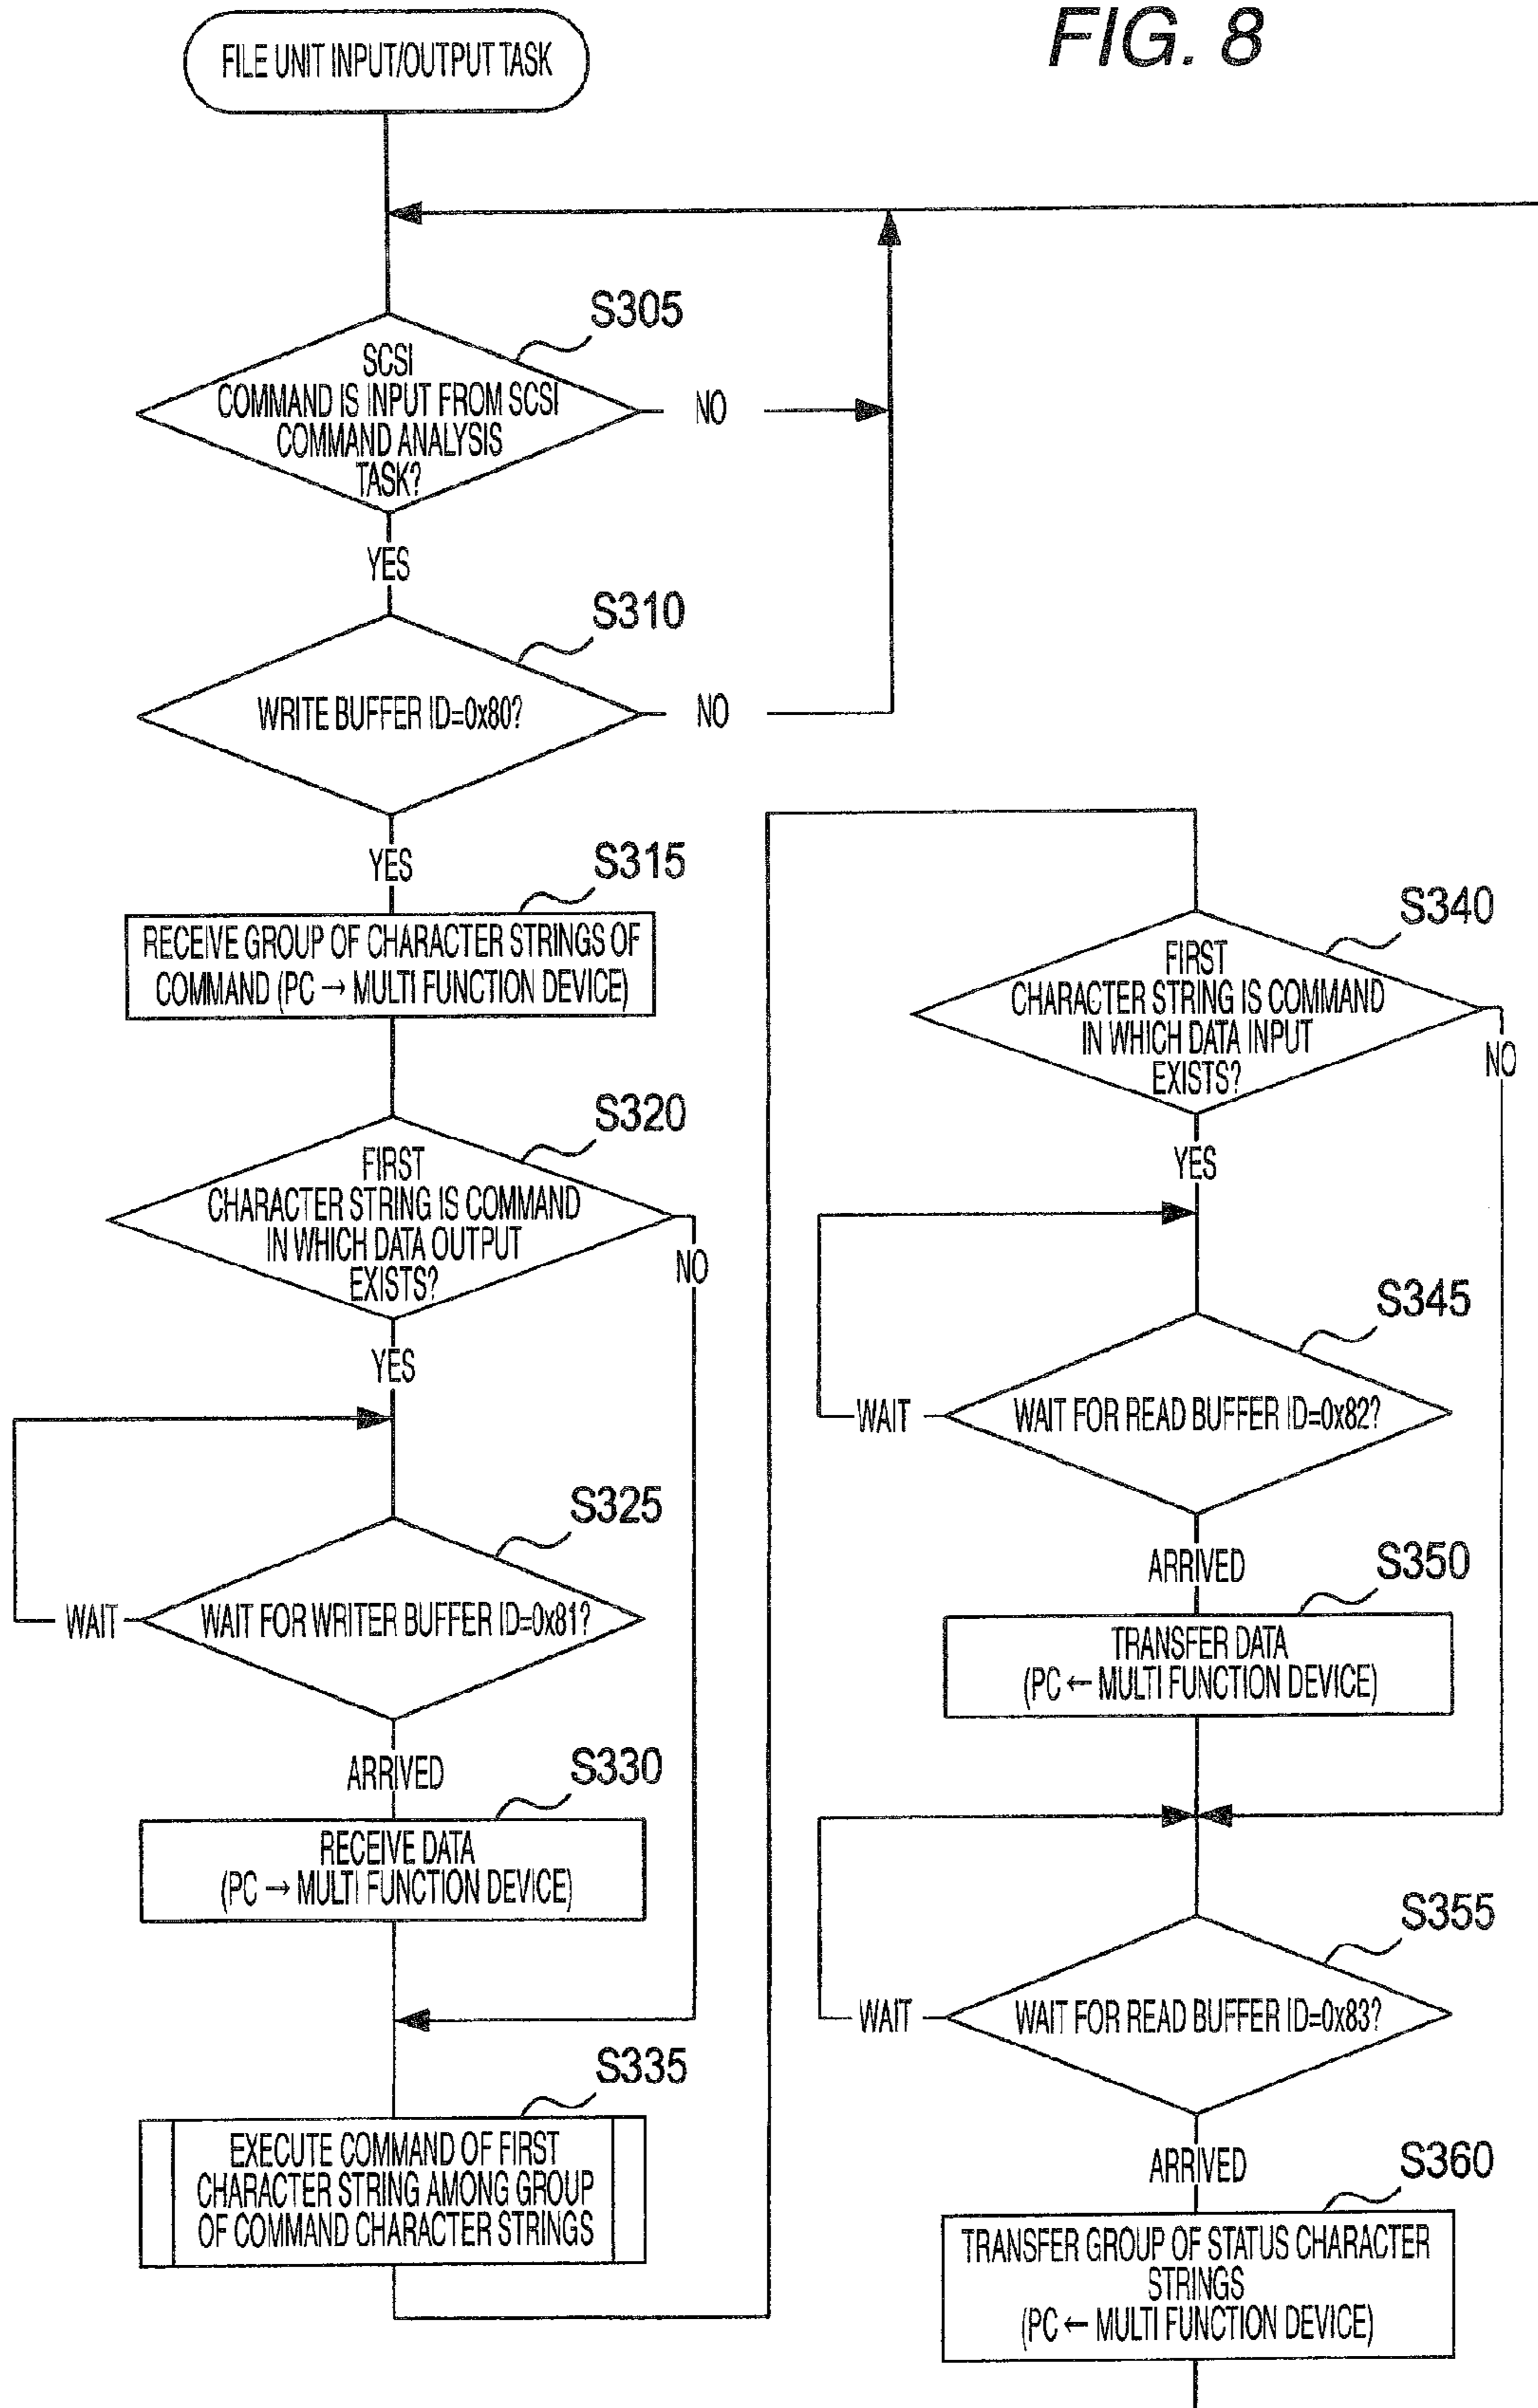 FIG. 8
FILE UNIT INPUT/OUTPUT TASK
S305
SCSI
COMMAND IS INPUT FROM SCSI
COMMAND ANALYSIS
TASK?
NO
YES
S310
WRITE BUFFER ID=0x80?
NO
YES
S315
RECEIVE GROUP OF CHARACTER STRINGS OF
COMMAND (PC → MULTI FUNCTION DEVICE)
S320
FIRST
CHARACTER STRING IS COMMAND
IN WHICH DATA OUTPUT
EXISTS?
NO
YES
S325
WAIT
WAIT FOR WRITER BUFFER ID=0x81?
ARRIVED
S330
RECEIVE DATA
(PC → MULTI FUNCTION DEVICE)
S335
EXECUTE COMMAND OF FIRST
CHARACTER STRING AMONG GROUP
OF COMMAND CHARACTER STRINGS
S340
FIRST
CHARACTER STRING IS COMMAND
IN WHICH DATA INPUT
EXISTS?
NO
YES
S345
WAIT
WAIT FOR READ BUFFER ID=0x82?
ARRIVED
S350
TRANSFER DATA
(PC ← MULTI FUNCTION DEVICE)
S355
WAIT
WAIT FOR READ BUFFER ID=0x83?
ARRIVED
S360
TRANSFER GROUP OF STATUS CHARACTER
STRINGS
(PC ← MULTI FUNCTION DEVICE)